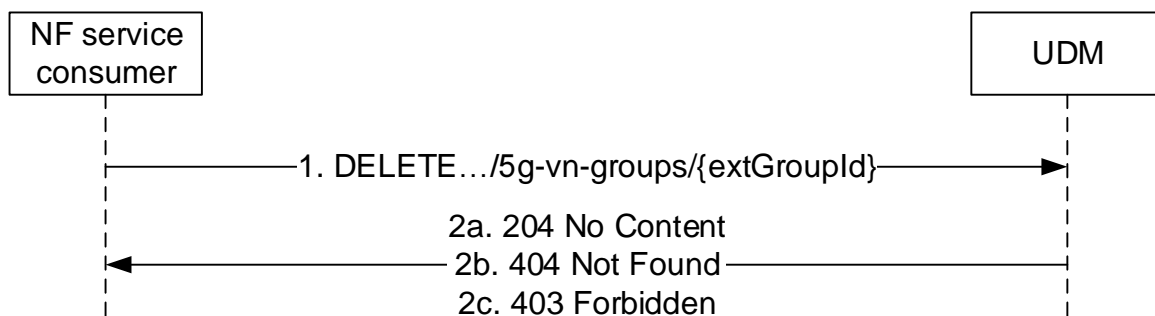 NF service
consumer
UDM
1. DELETE…/5g-vn-groups/{extGroupId}
2a. 204 No Content
2b. 404 Not Found
2c. 403 Forbidden